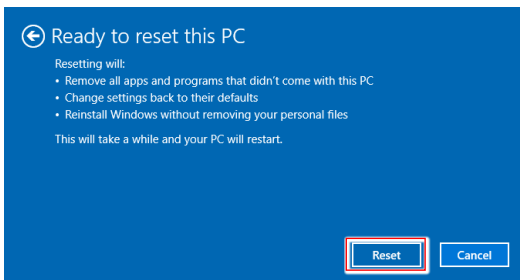 Ready to reset this PC
Resetting will:
• Remove all apps and programs that didn't come with this PC
• Change settings back to their defaults
• Reinstall Windows without removing your personal files
This will take a while and your PC will restart.
Reset Cancel